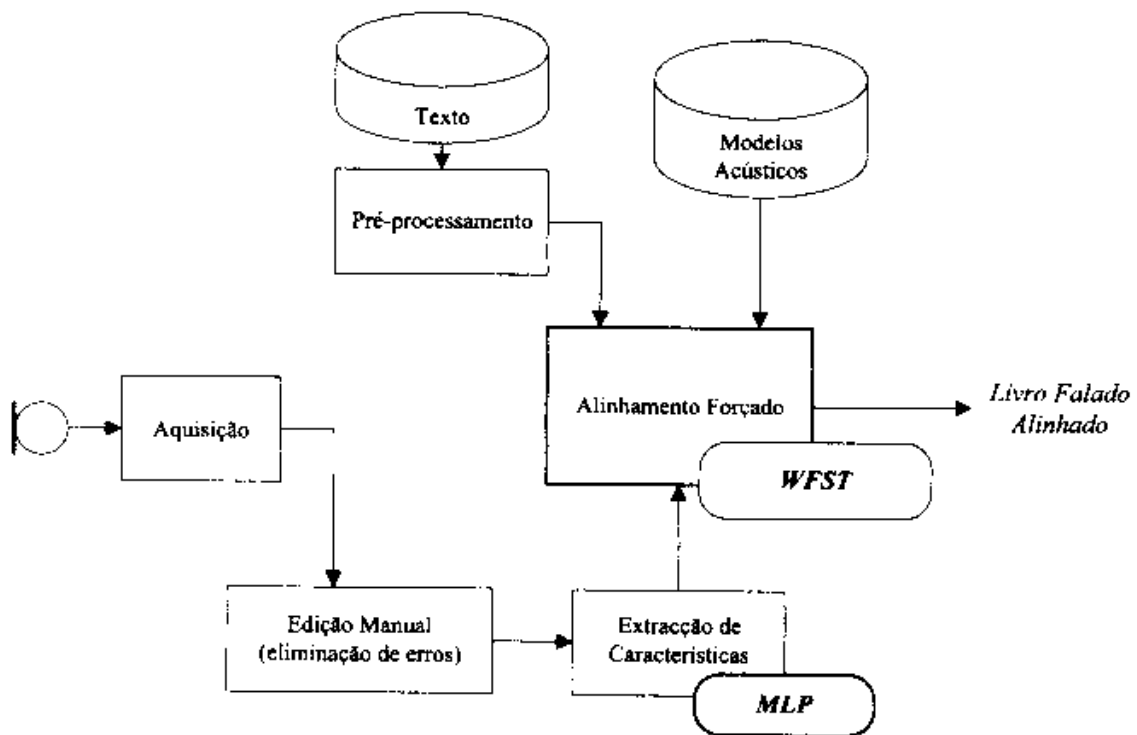 Texto
Modelos
Acústicos
Pré-processamento
Alinhamento Forçado
Livro Falado
Alinhado
Aquisição
WFST
Edição Manual
(eliminação de erros)
Extracção de
Características
MLP